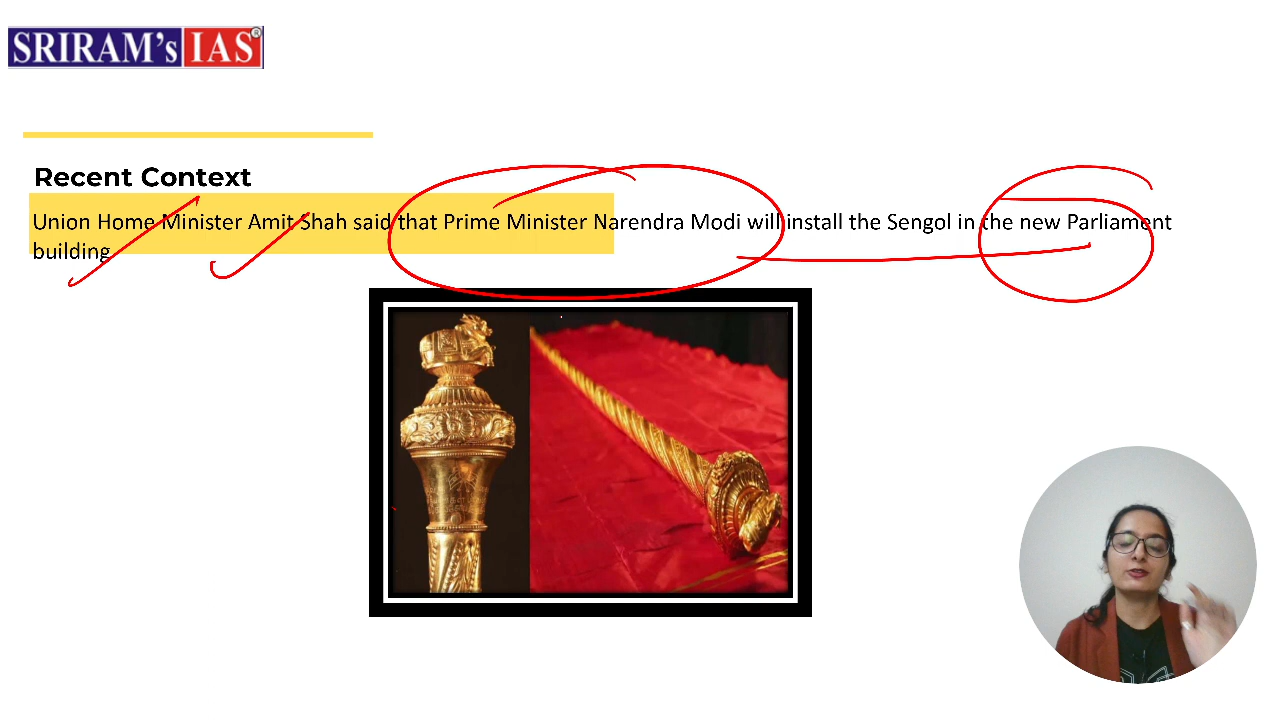 SRIRAM's IAS®
Recent Context
Union Home Minister Amit Shah said that Prime Minister Narendra Modi will install the Sengol in the new Parliament
building